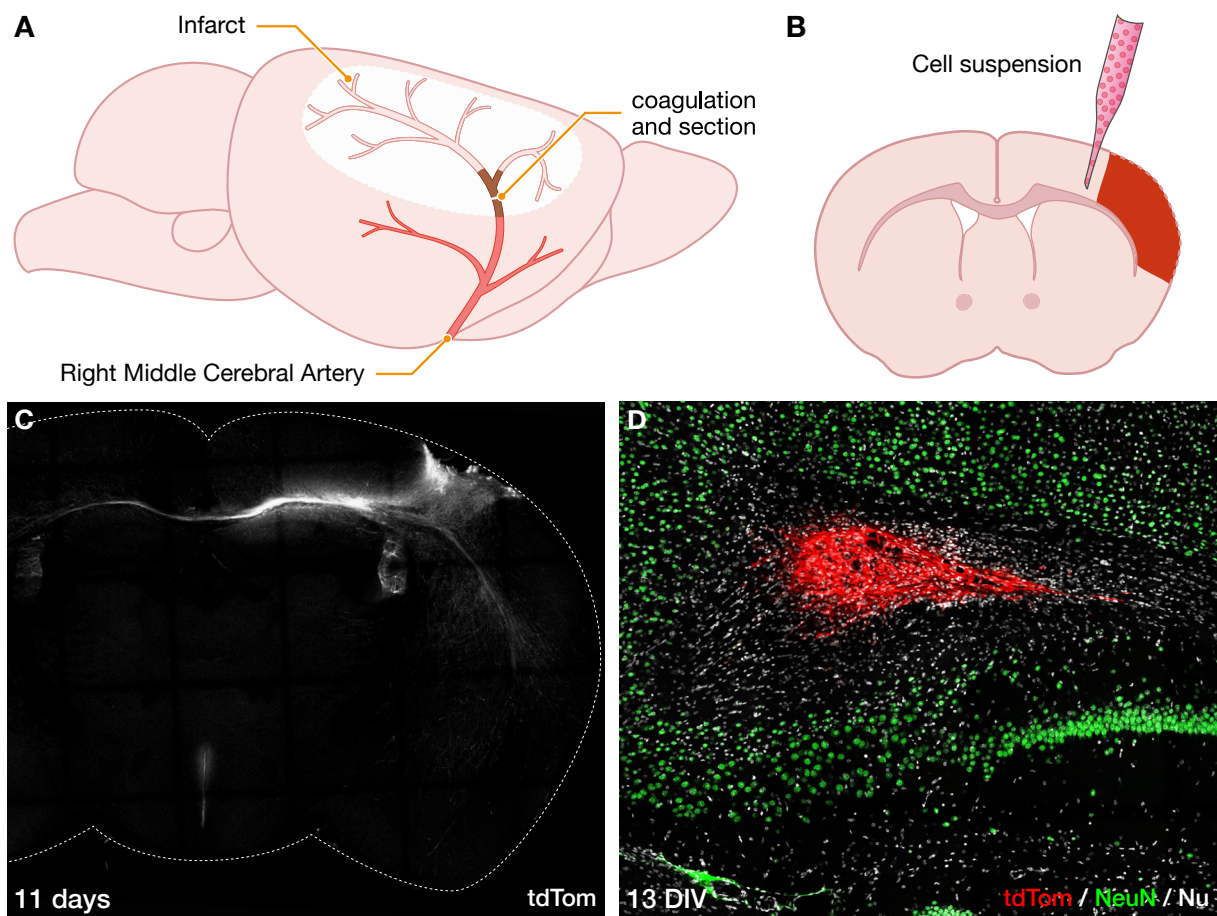 A
Infarct
coagulation
and section
Right Middle Cerebral Artery
B
Cell suspension
C
11 days
tdTom
D
13 DIV
tdTom / NeuN / Nu